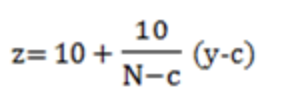 z= 10 + 10/(N−c) (y-c)